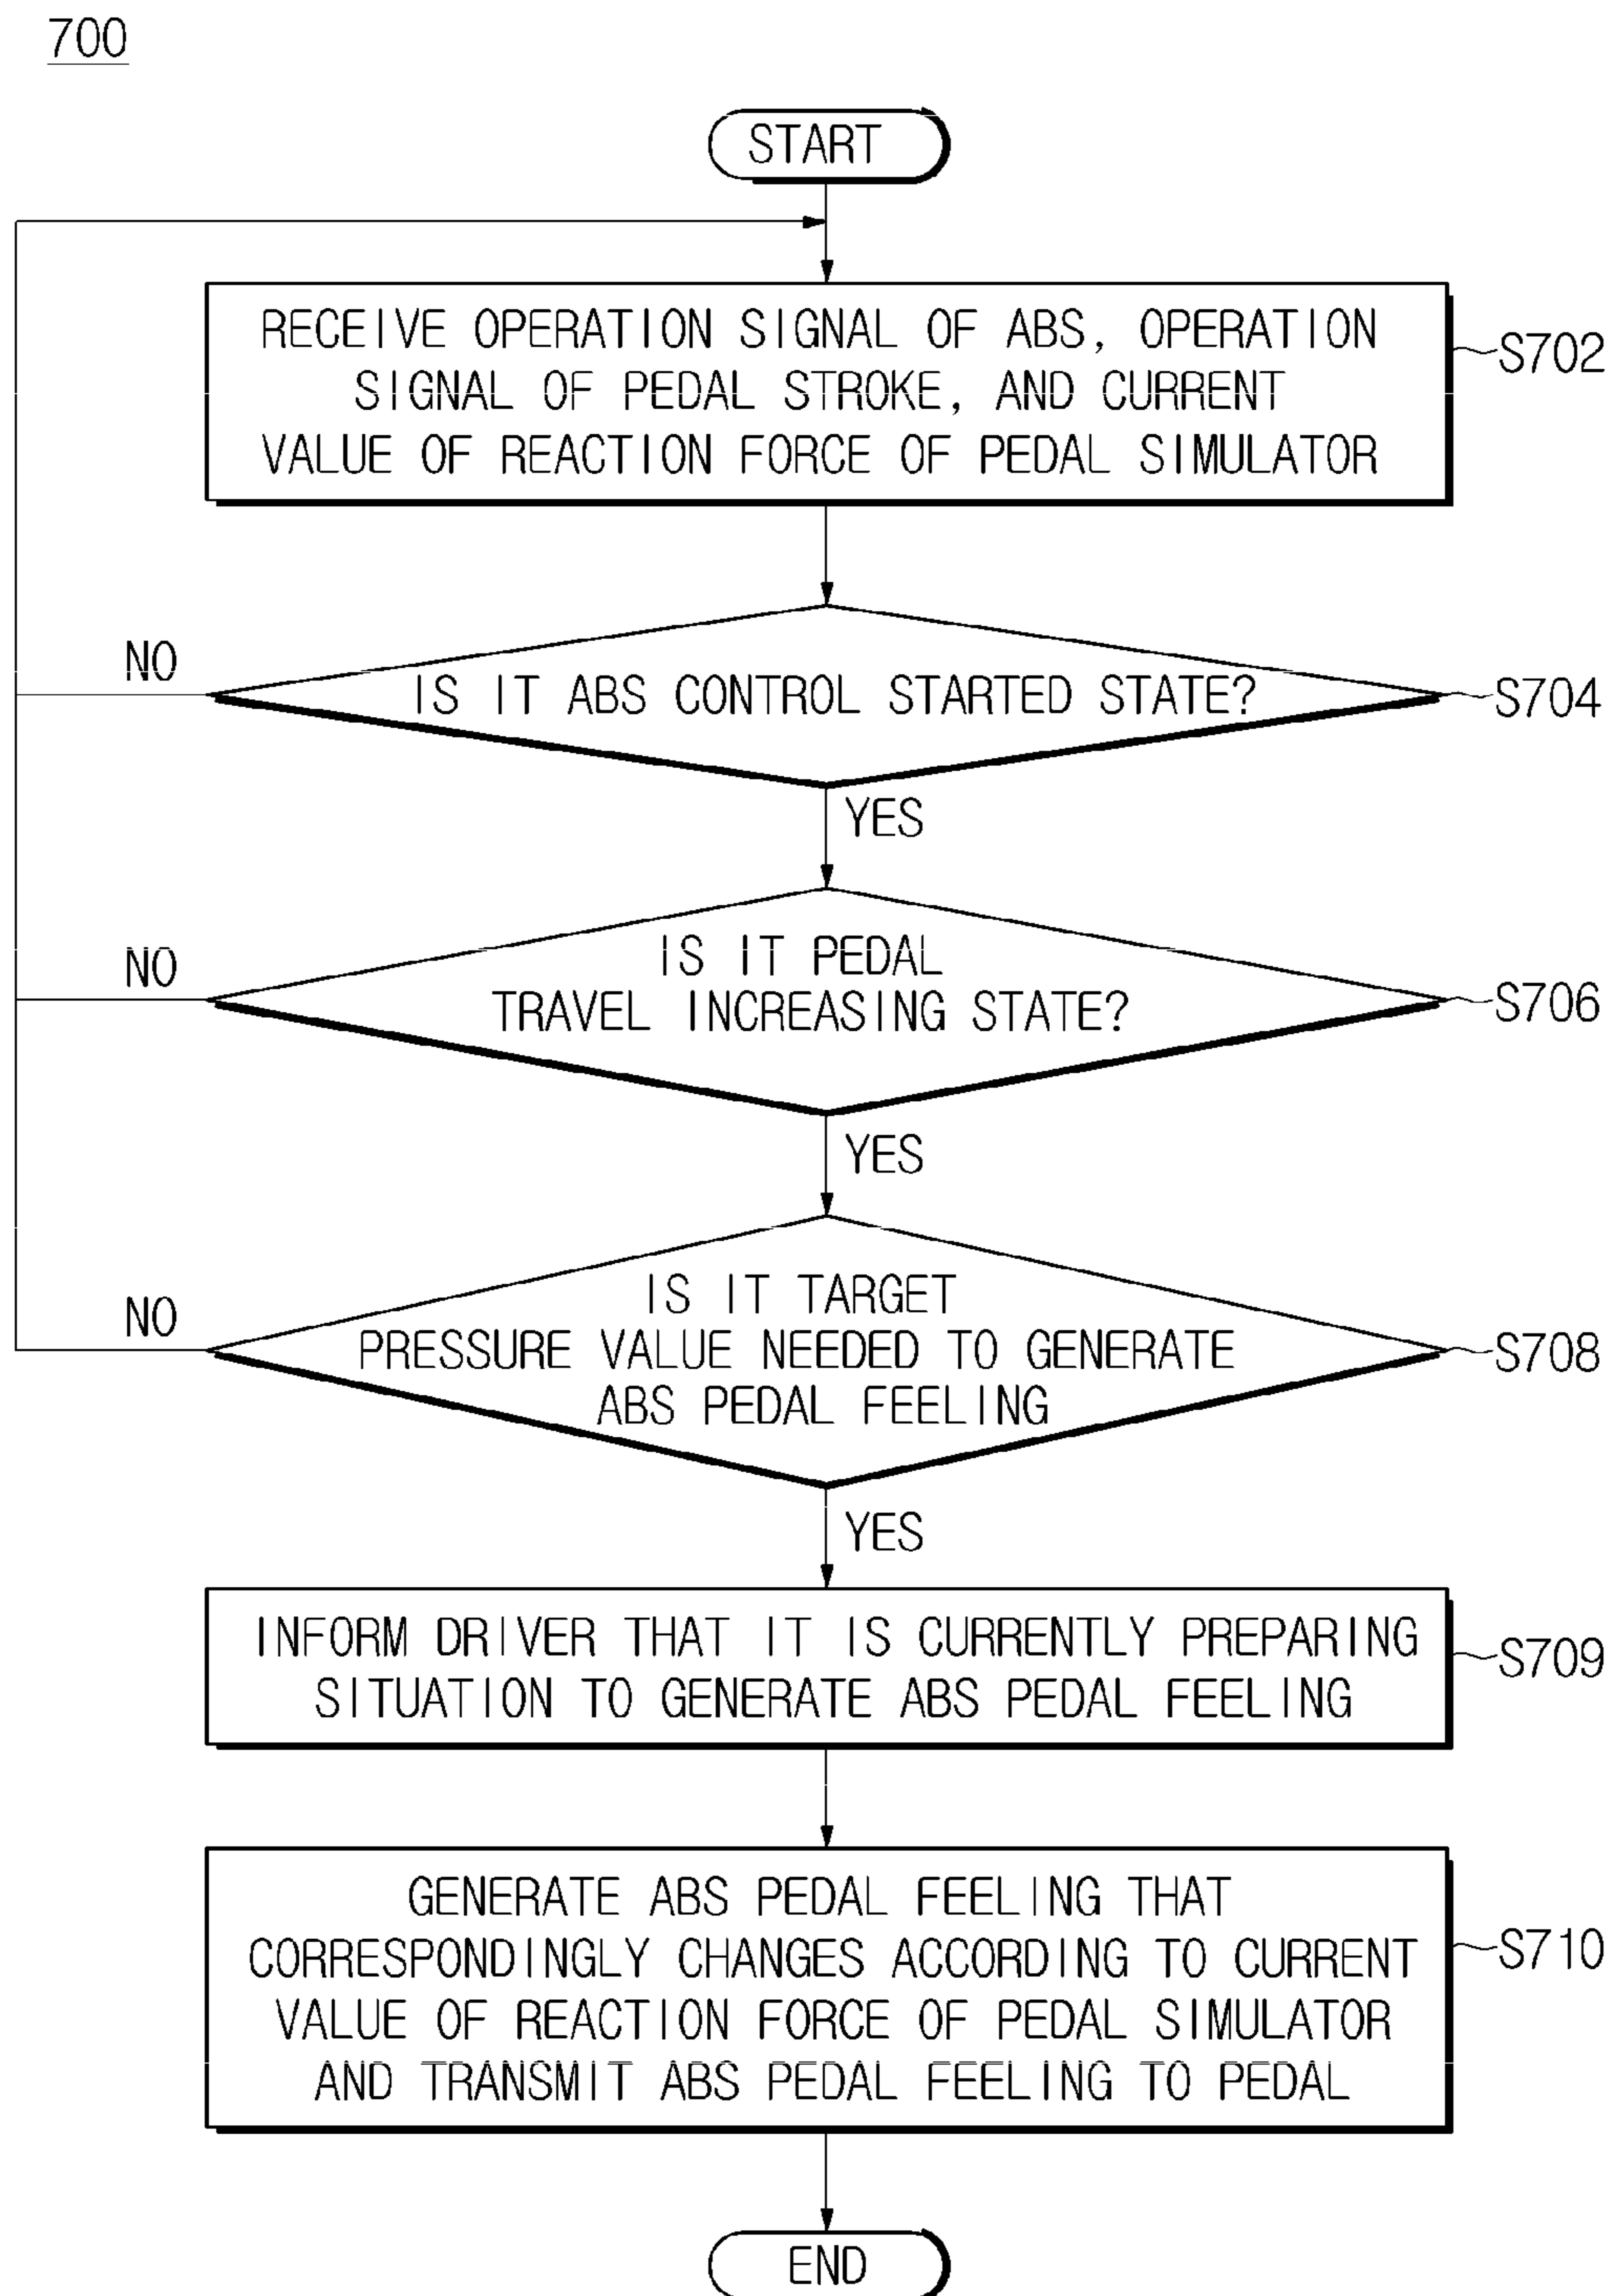 700
START
RECEIVE OPERATION SIGNAL OF ABS, OPERATION
SIGNAL OF PEDAL STROKE, AND CURRENT
VALUE OF REACTION FORCE OF PEDAL SIMULATOR
S702
NO
IS IT ABS CONTROL STARTED STATE?
S704
YES
NO
IS IT PEDAL
TRAVEL INCREASING STATE?
S706
YES
NO
IS IT TARGET
PRESSURE VALUE NEEDED TO GENERATE
ABS PEDAL FEELING
S708
YES
INFORM DRIVER THAT IT IS CURRENTLY PREPARING
SITUATION TO GENERATE ABS PEDAL FEELING
S709
GENERATE ABS PEDAL FEELING THAT
CORRESPONDINGLY CHANGES ACCORDING TO CURRENT
VALUE OF REACTION FORCE OF PEDAL SIMULATOR
AND TRANSMIT ABS PEDAL FEELING TO PEDAL
S710
END